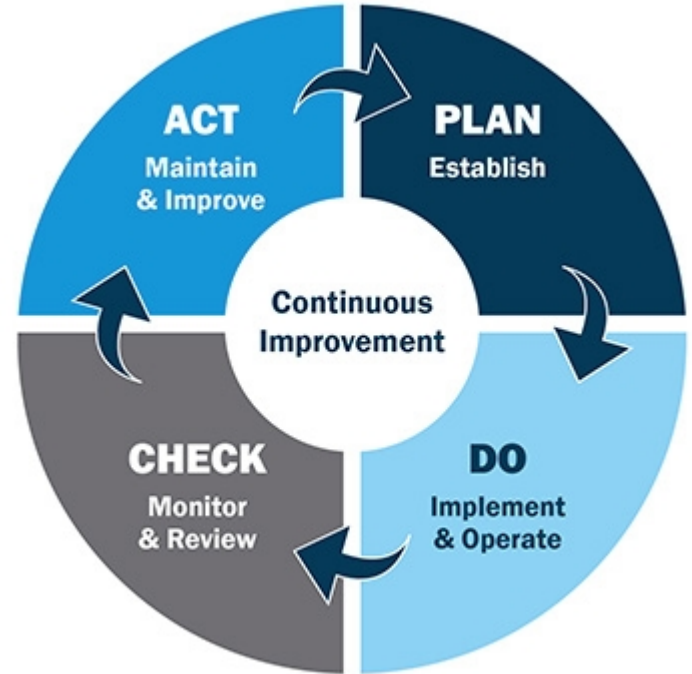 ACT
Maintain
& Improve
PLAN
Establish
Continuous
Improvement
CHECK
Monitor
& Review
DO
Implement
& Operate